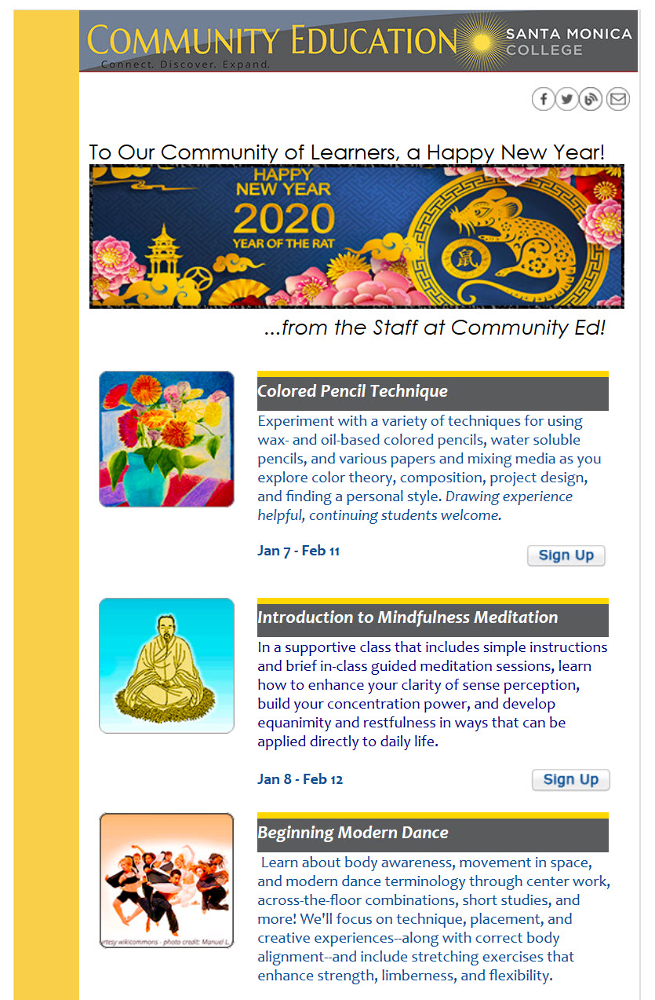 COMMUNITY EDUCATION
Connect. Discover. Expand.
SANTA MONICA
COLLEGE
To Our Community of Learners, a Happy New Year!
HAPPY
NEW YEAR
2020
YEAR OF THE RAT
鼠
...from the Staff at Community Ed!
Colored Pencil Technique
Experiment with a variety of techniques for using
wax- and oil-based colored pencils, water soluble
pencils, and various papers and mixing media as you
explore color theory, composition, project design,
and finding a personal style. Drawing experience
helpful, continuing students welcome.
Jan 7 - Feb 11
Sign Up
Introduction to Mindfulness Meditation
In a supportive class that includes simple instructions
and brief in-class guided meditation sessions, learn
how to enhance your clarity of sense perception,
build your concentration power, and develop
equanimity and restfulness in ways that can be
applied directly to daily life.
Jan 8 - Feb 12
Sign Up
Beginning Modern Dance
Learn about body awareness, movement in space,
and modern dance terminology through center work,
across-the-floor combinations, short studies, and
more! We'll focus on technique, placement, and
creative experiences--along with correct body
alignment--and include stretching exercises that
enhance strength, limberness, and flexibility.
rtesy wikicommons - photo credit: Manuel L.